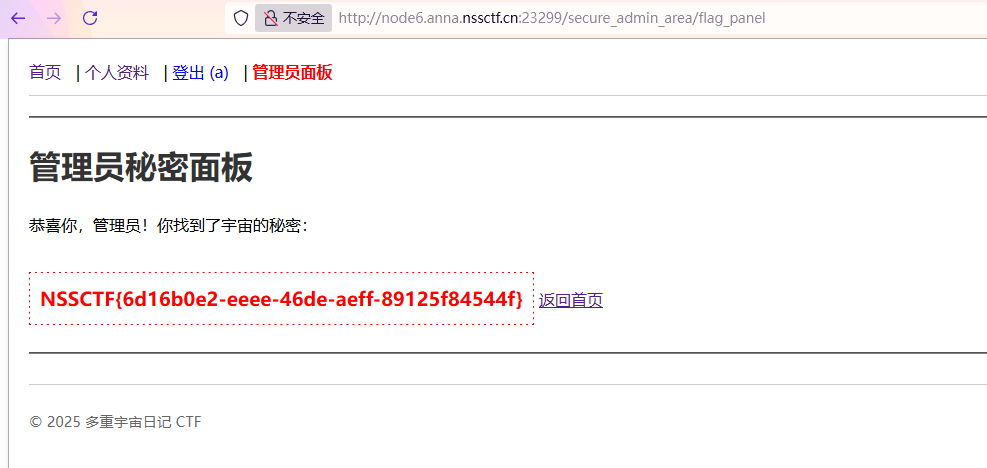 不安全 http://node6.anna.nssctf.cn:23299/secure_admin_area/flag_panel
首页 | 个人资料 | 登出 (a) | 管理员面板
管理员秘密面板
恭喜你，管理员！你找到了宇宙的秘密：
NSSCTF{6d16b0e2-eeee-46de-aeff-89125f84544f} 返回首页
© 2025 多重宇宙日记 CTF